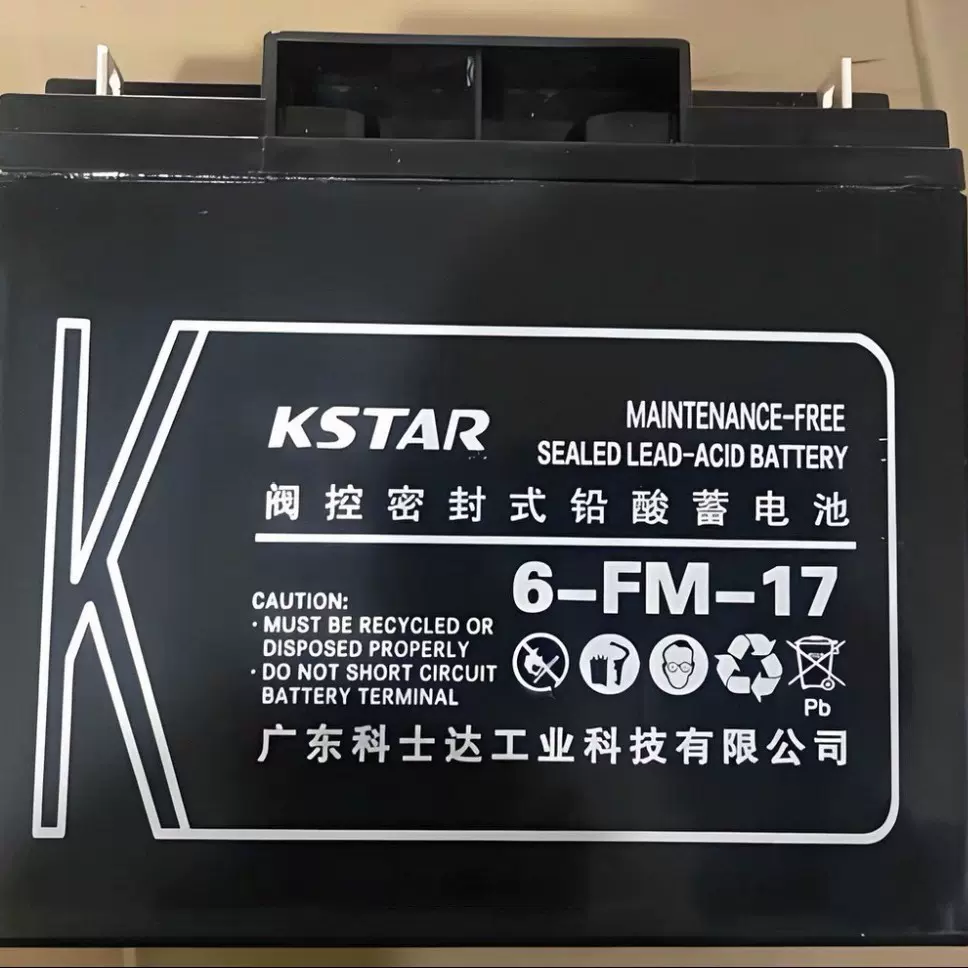 KSTAR
MAINTENANCE-FREE
SEALED LEAD-ACID BATTERY
阀控密封式铅酸蓄电池
6-FM-17
CAUTION:
· MUST BE RECYCLED OR
DISPOSED PROPERLY
· DO NOT SHORT CIRCUIT
BATTERY TERMINAL
Pb
广东科士达工业科技有限公司